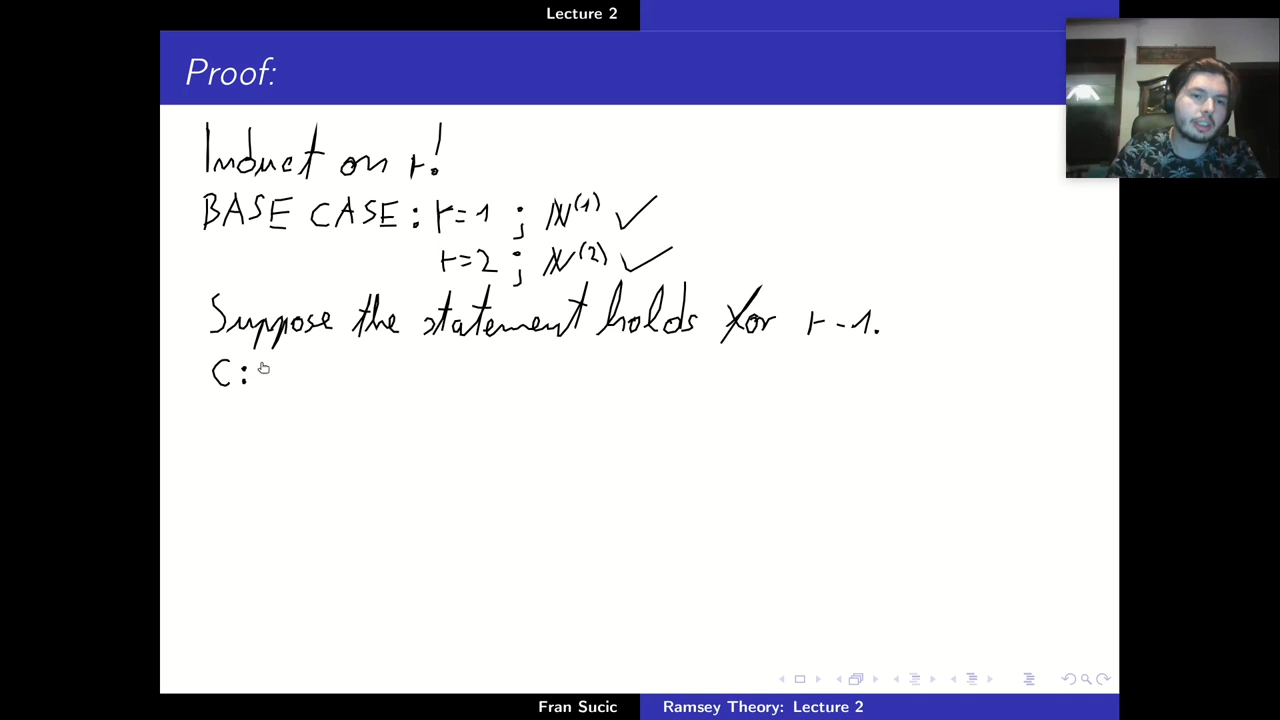 Lecture 2
Proof:
Induct on r!
BASE CASE: r=1 ; ℕ⁽¹⁾ ✓
r=2 ; ℕ⁽²⁾ ✓
Suppose the statement holds for r-1.
C:
Fran Sucic
Ramsey Theory: Lecture 2